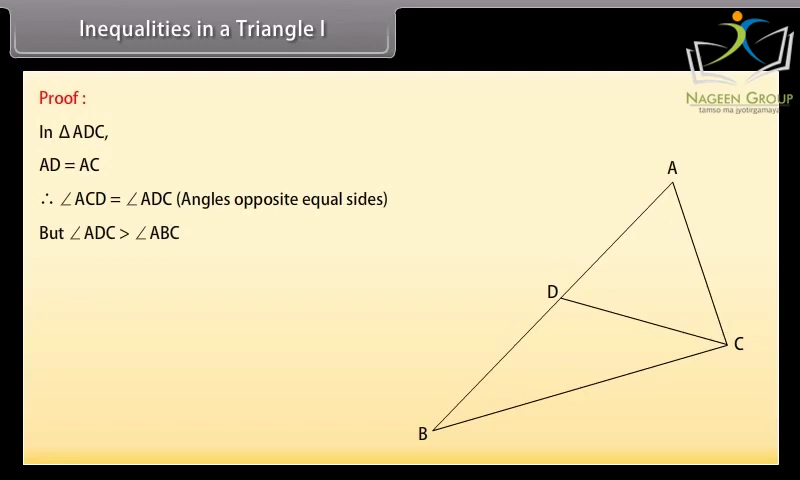 Inequalities in a Triangle I
NAGEEN GROUP
tamso ma jyotirgamaya
Proof :
In Δ ADC,
AD = AC
∴ ∠ACD = ∠ADC (Angles opposite equal sides)
But ∠ADC > ∠ABC
A
D
C
B